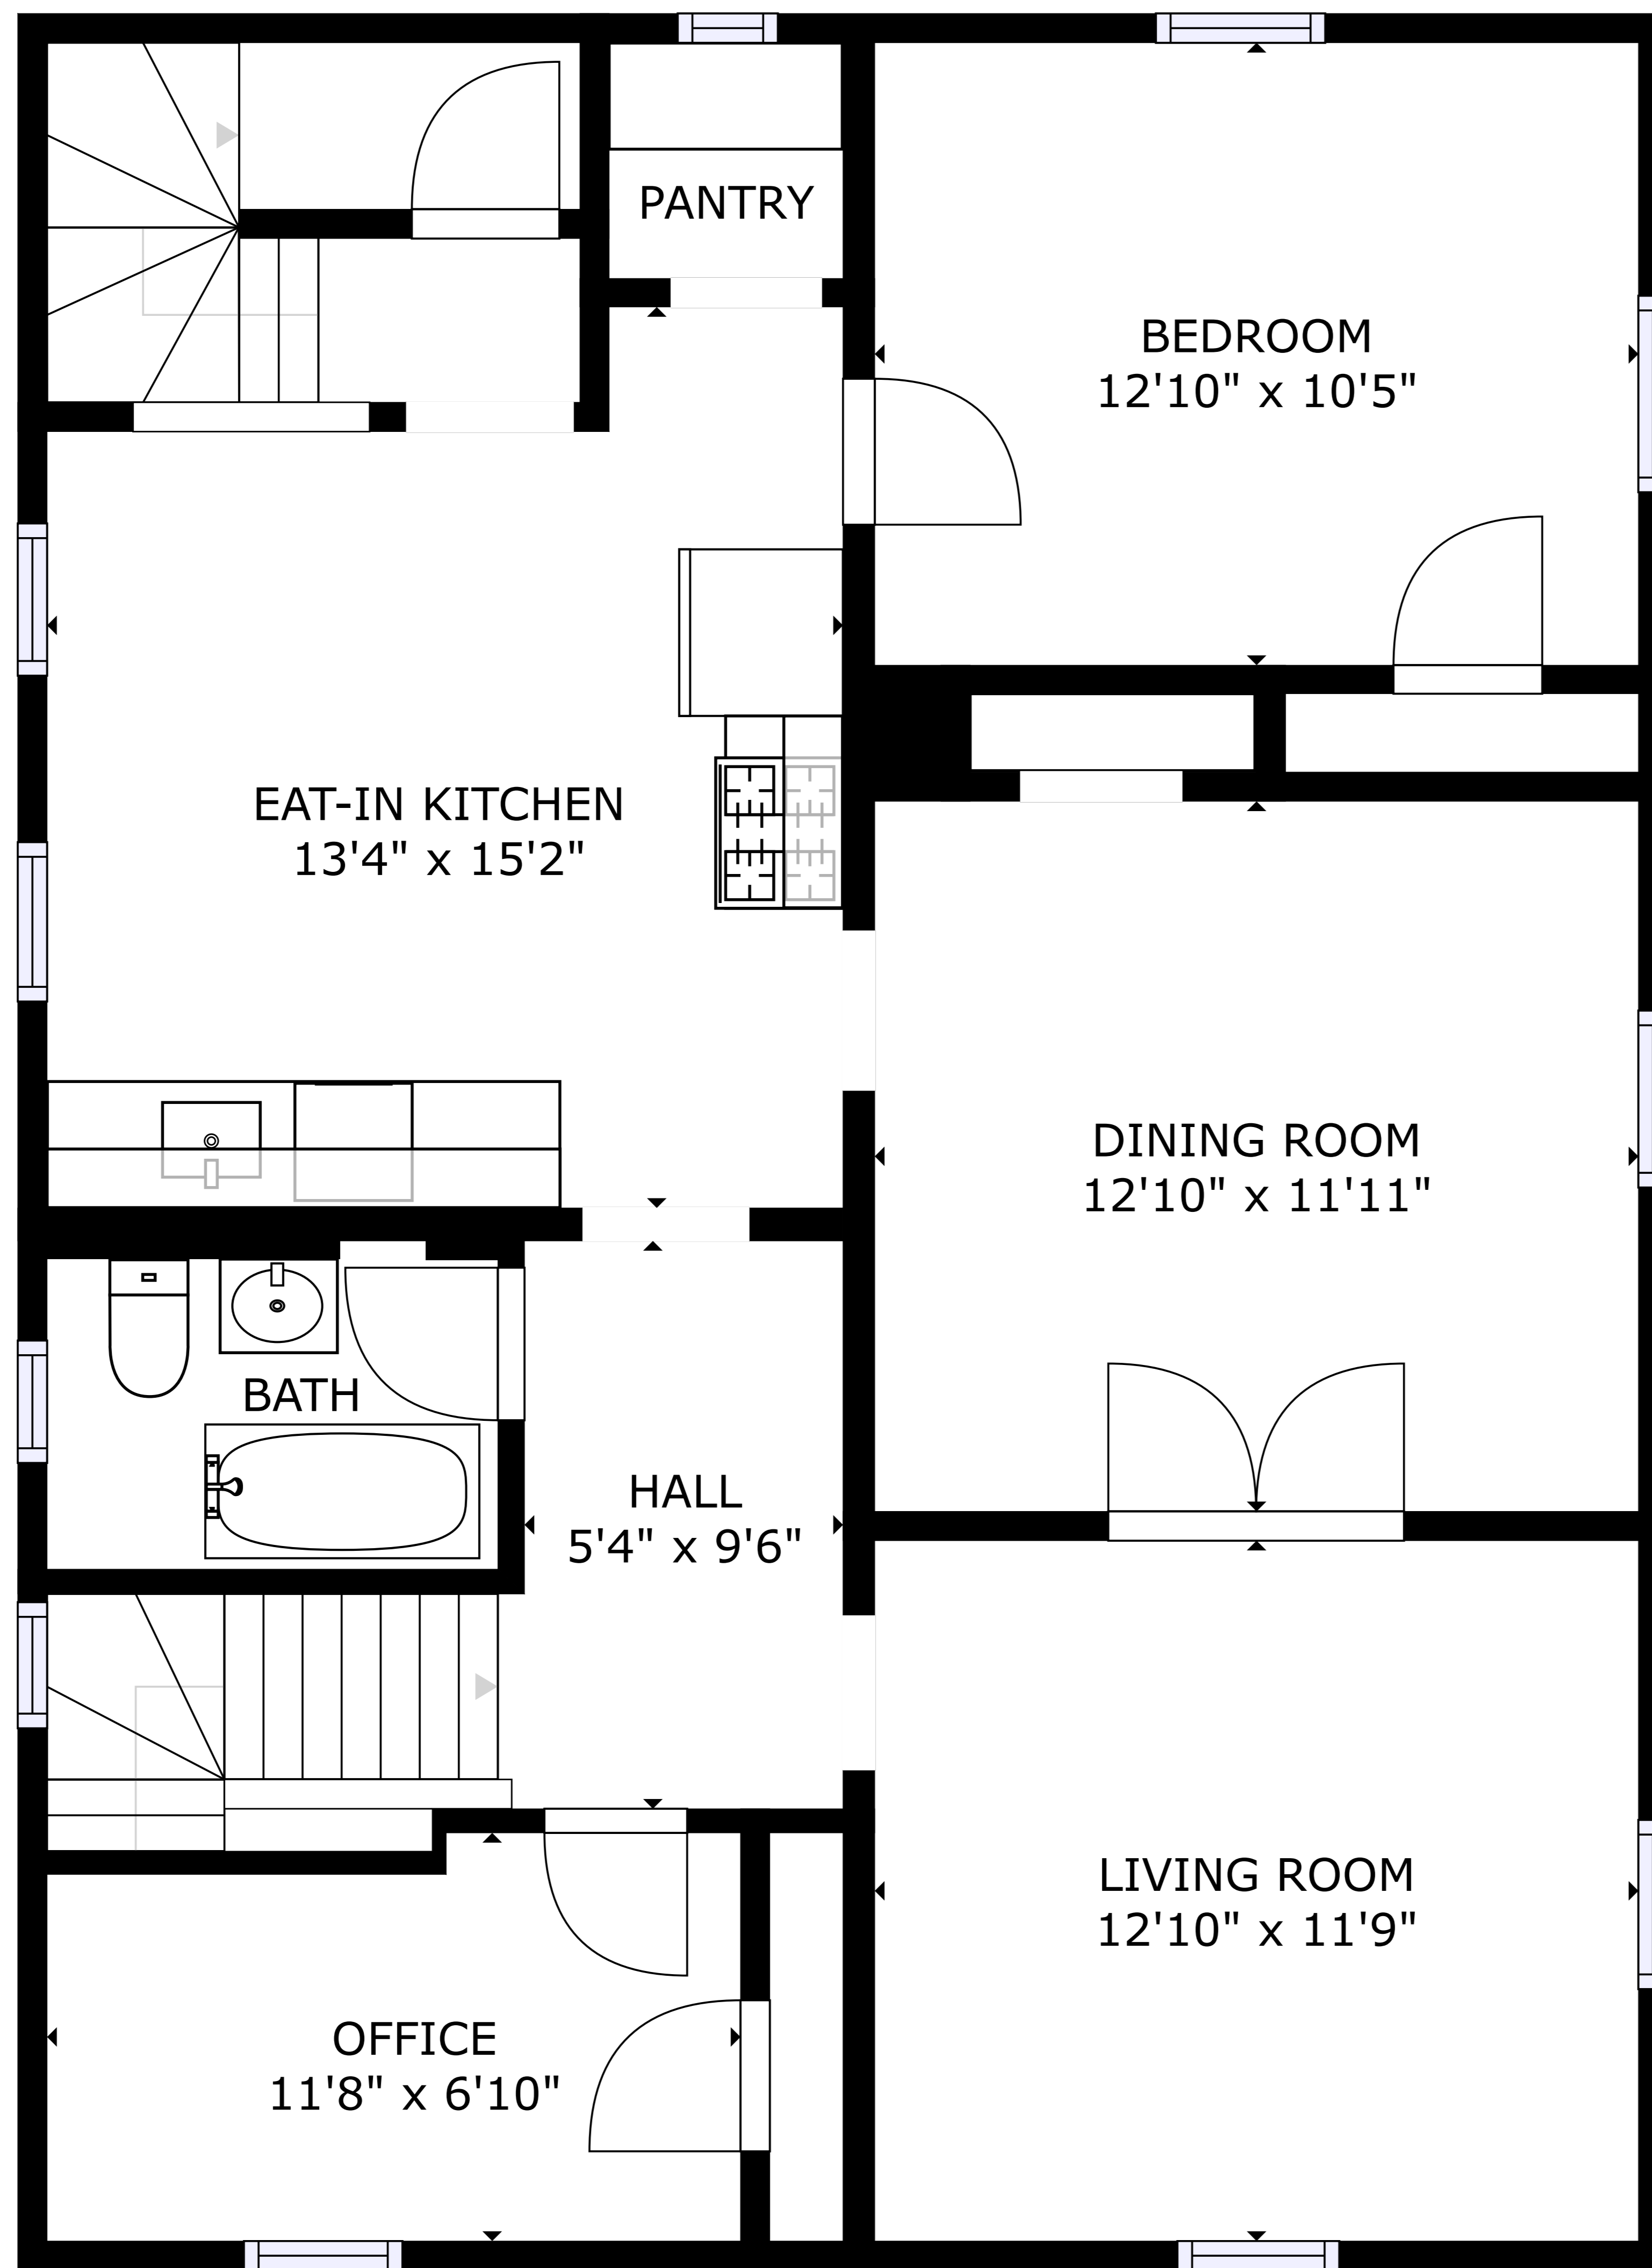 PANTRY
BEDROOM
12'10" x 10'5"
EAT-IN KITCHEN
13'4" x 15'2"
DINING ROOM
12'10" x 11'11"
BATH
HALL
5'4" x 9'6"
LIVING ROOM
12'10" x 11'9"
OFFICE
11'8" x 6'10"